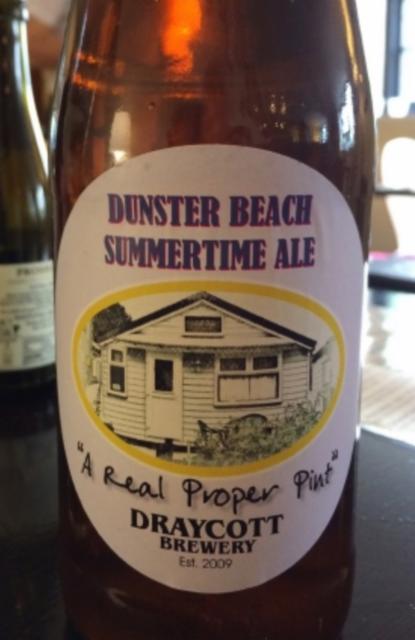 DUNSTER BEACH
SUMMERTIME ALE
"A Real Proper Pint"
DRAYCOTT
BREWERY
Est. 2009